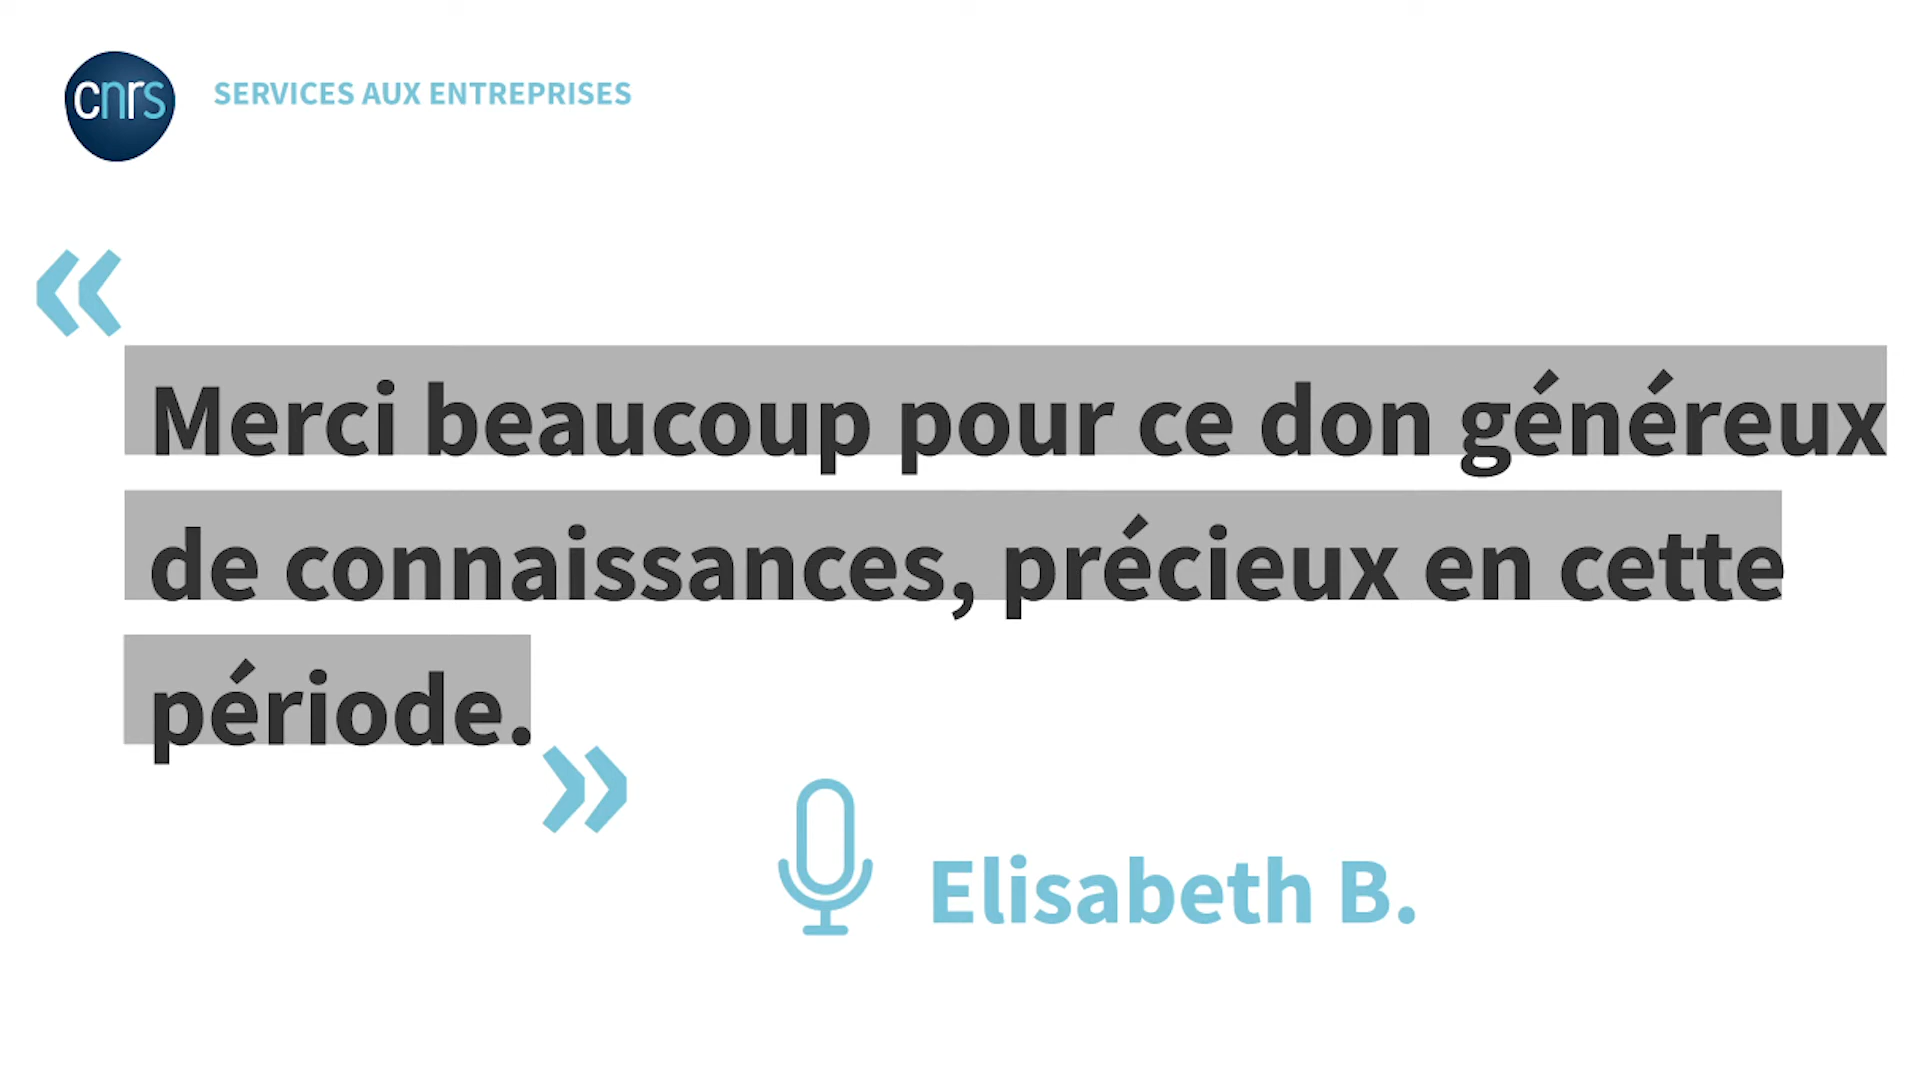 cnrs
SERVICES AUX ENTREPRISES
«
Merci beaucoup pour ce don généreux
de connaissances, précieux en cette
période.
»
Elisabeth B.